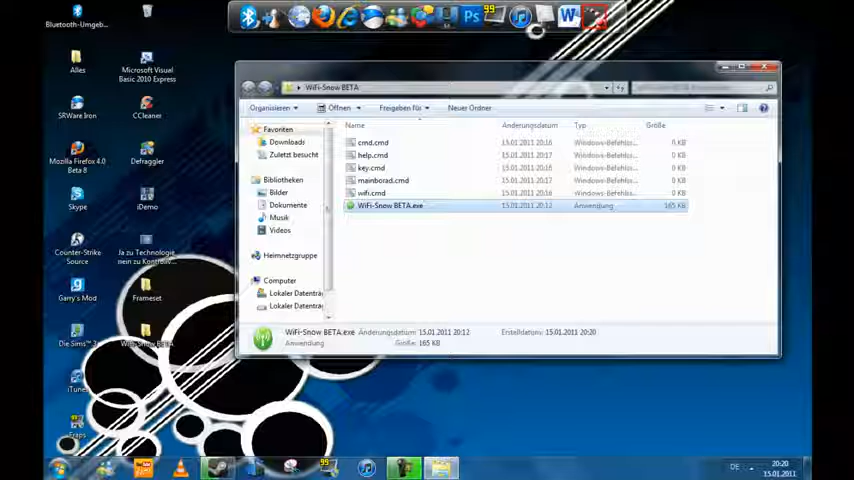 99
Bluetooth-Umgeb...
Alles
Microsoft Visual
Basic 2010 Express
SRWare Iron
CCleaner
Mozilla Firefox 4.0
Beta 8
Defraggler
Skype
iDemo
Counter-Strike
Source
Ja zu Technologie
Garry's Mod
Frameset
Die Sims™ 3
iTunes
Fraps
WiFi-Snow BETA
Organisieren
Öffnen
Freigeben für
Neuer Ordner
Name
Änderungsdatum
Typ
Größe
Favoriten
Downloads
Zuletzt besucht
Bibliotheken
Bilder
Dokumente
Musik
Videos
Heimnetzgruppe
Computer
Lokaler Datenträ
Lokaler Datenträ
cmd.cmd 15.01.2011 20:16 Windows-Befehlss... 0 KB
help.cmd 15.01.2011 20:17 Windows-Befehlss... 0 KB
key.cmd 15.01.2011 20:16 Windows-Befehlss... 0 KB
mainborad.cmd 15.01.2011 20:17 Windows-Befehlss... 0 KB
wifi.cmd 15.01.2011 20:16 Windows-Befehlss... 0 KB
WiFi-Snow BETA.exe 15.01.2011 20:12 Anwendung 165 KB
WiFi-Snow BETA.exe Änderungsdatum: 15.01.2011 20:12 Erstelldatum: 15.01.2011 20:20
Anwendung Größe: 165 KB
99
DE
20:20
15.01.2011